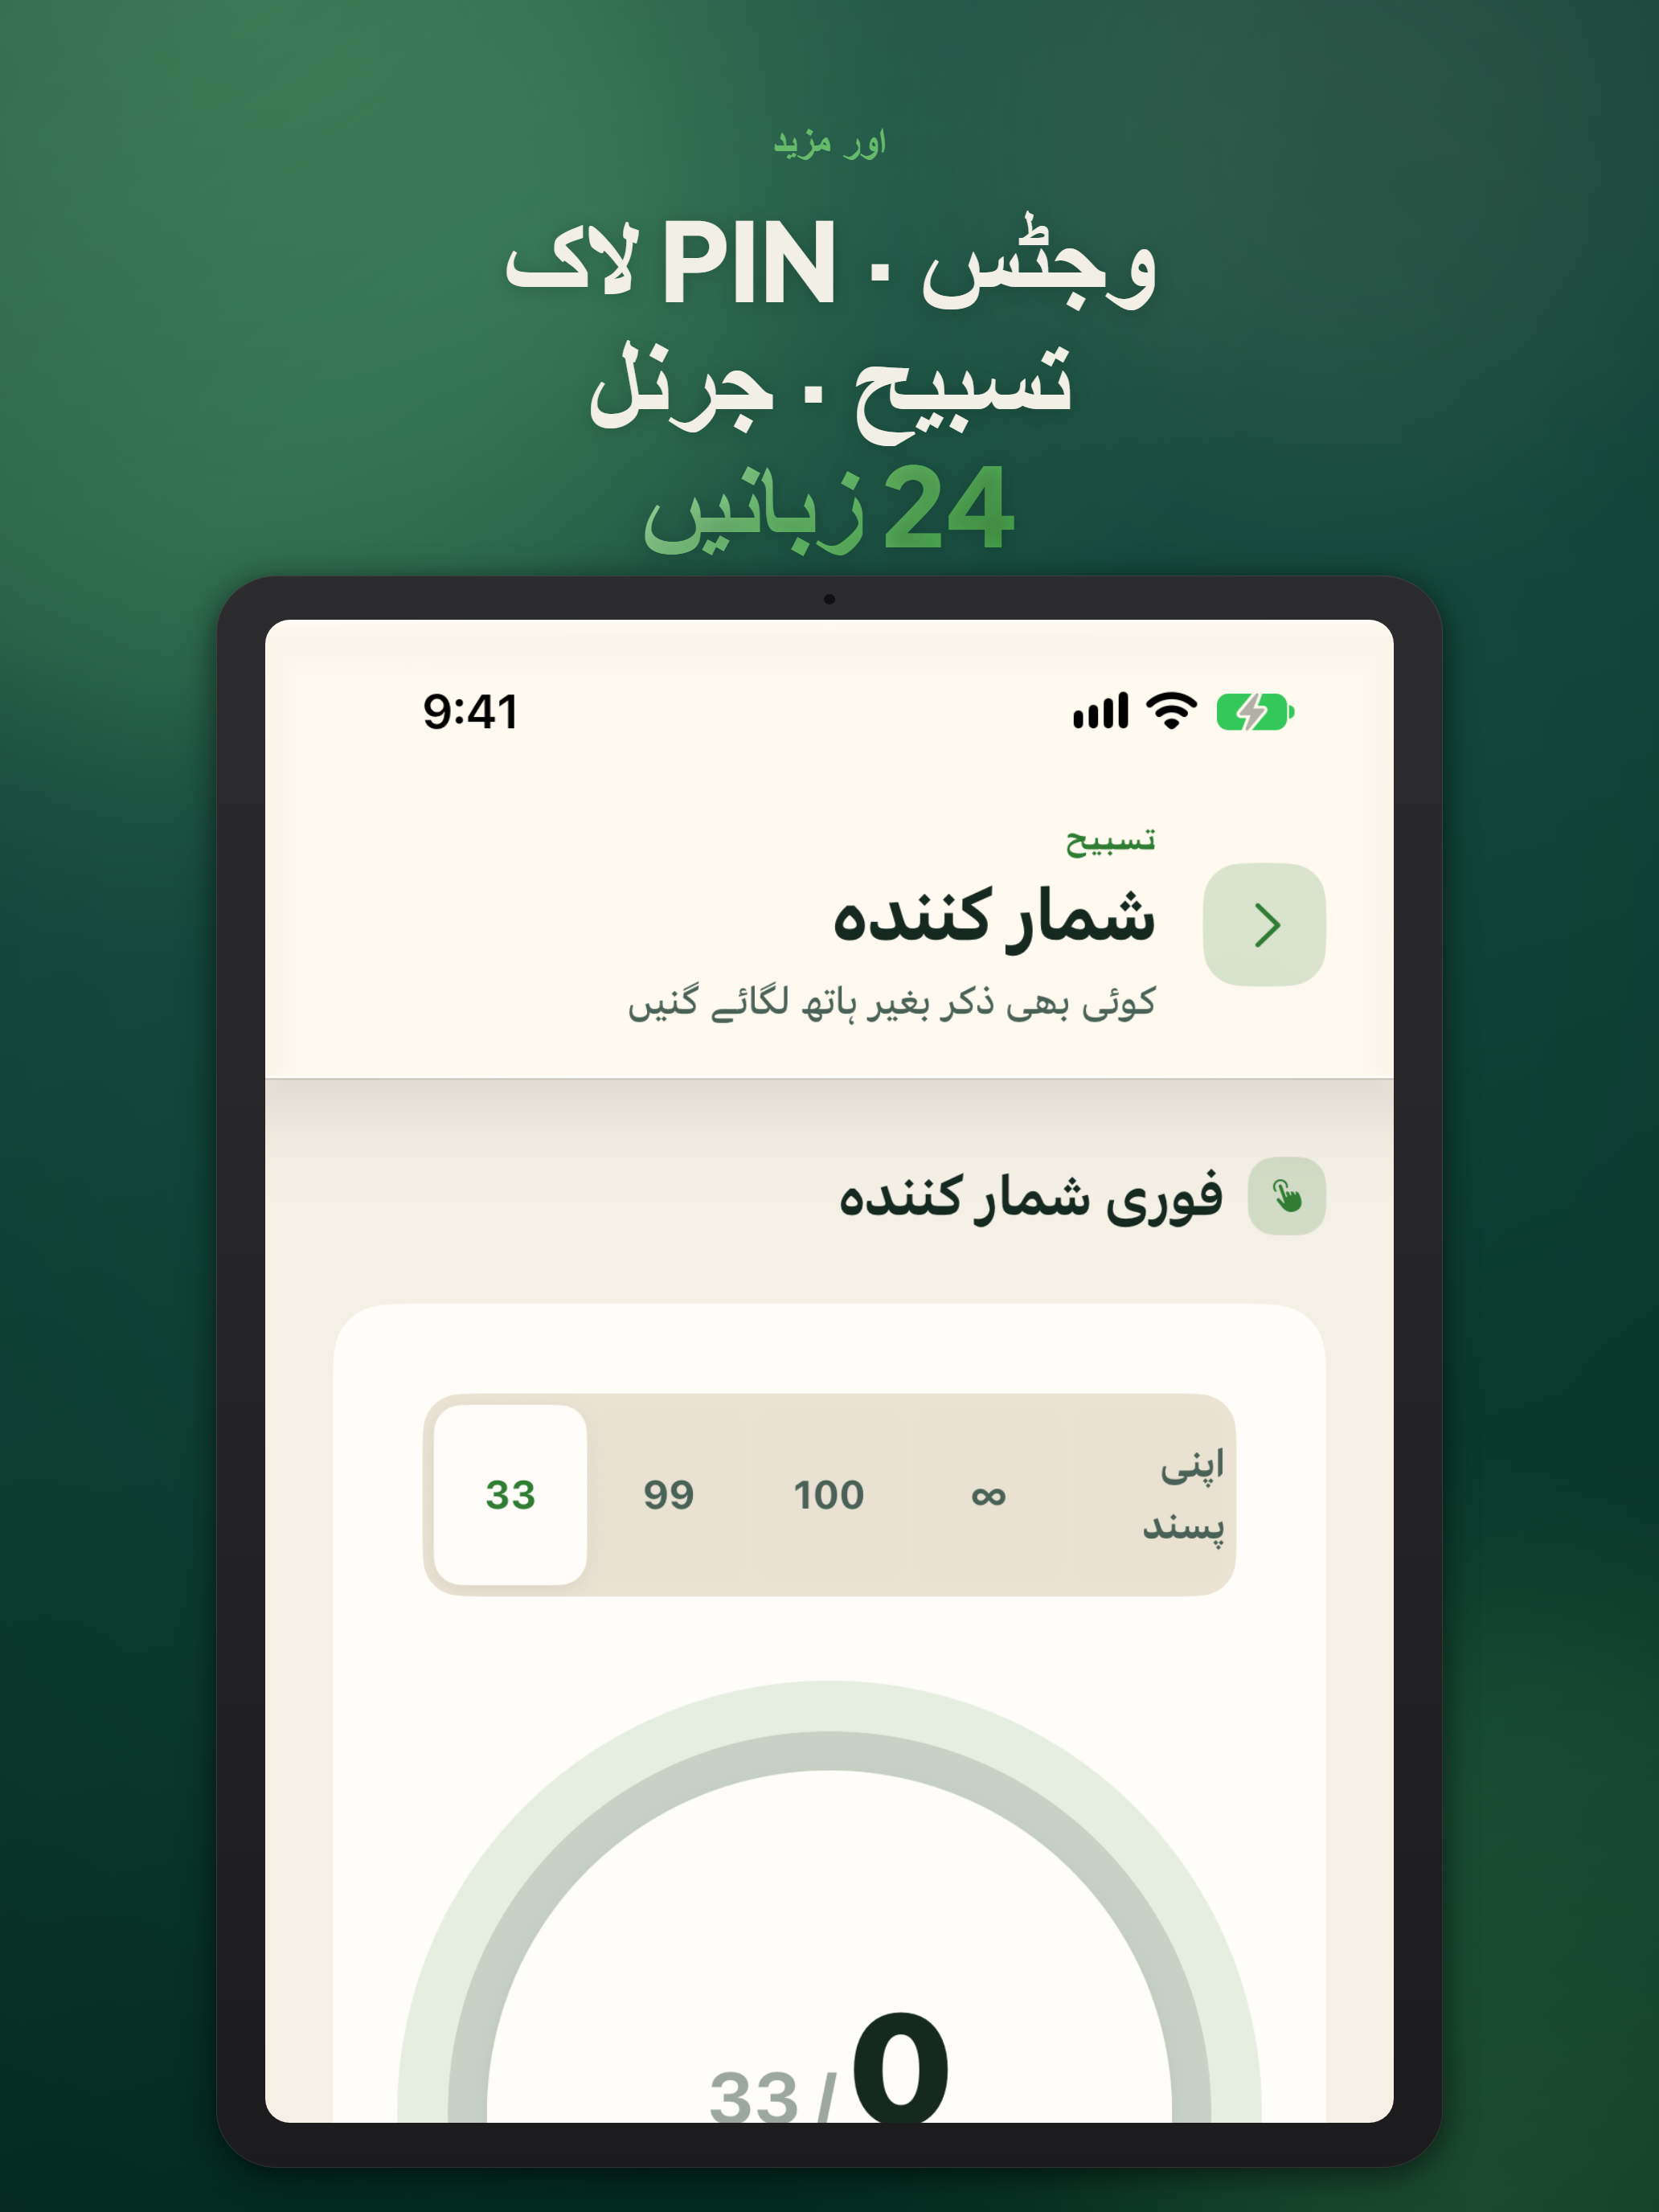 اور مزید
وجٹس · PIN لاک
تسبیح · جرنل
24 زبانیں
9:41
تسبیح
شمار کنندہ
کوئی بھی ذکر بغیر ہاتھ لگائے گنیں
فوری شمار کنندہ
33 99 100 ∞ اپنی پسند
0 / 33